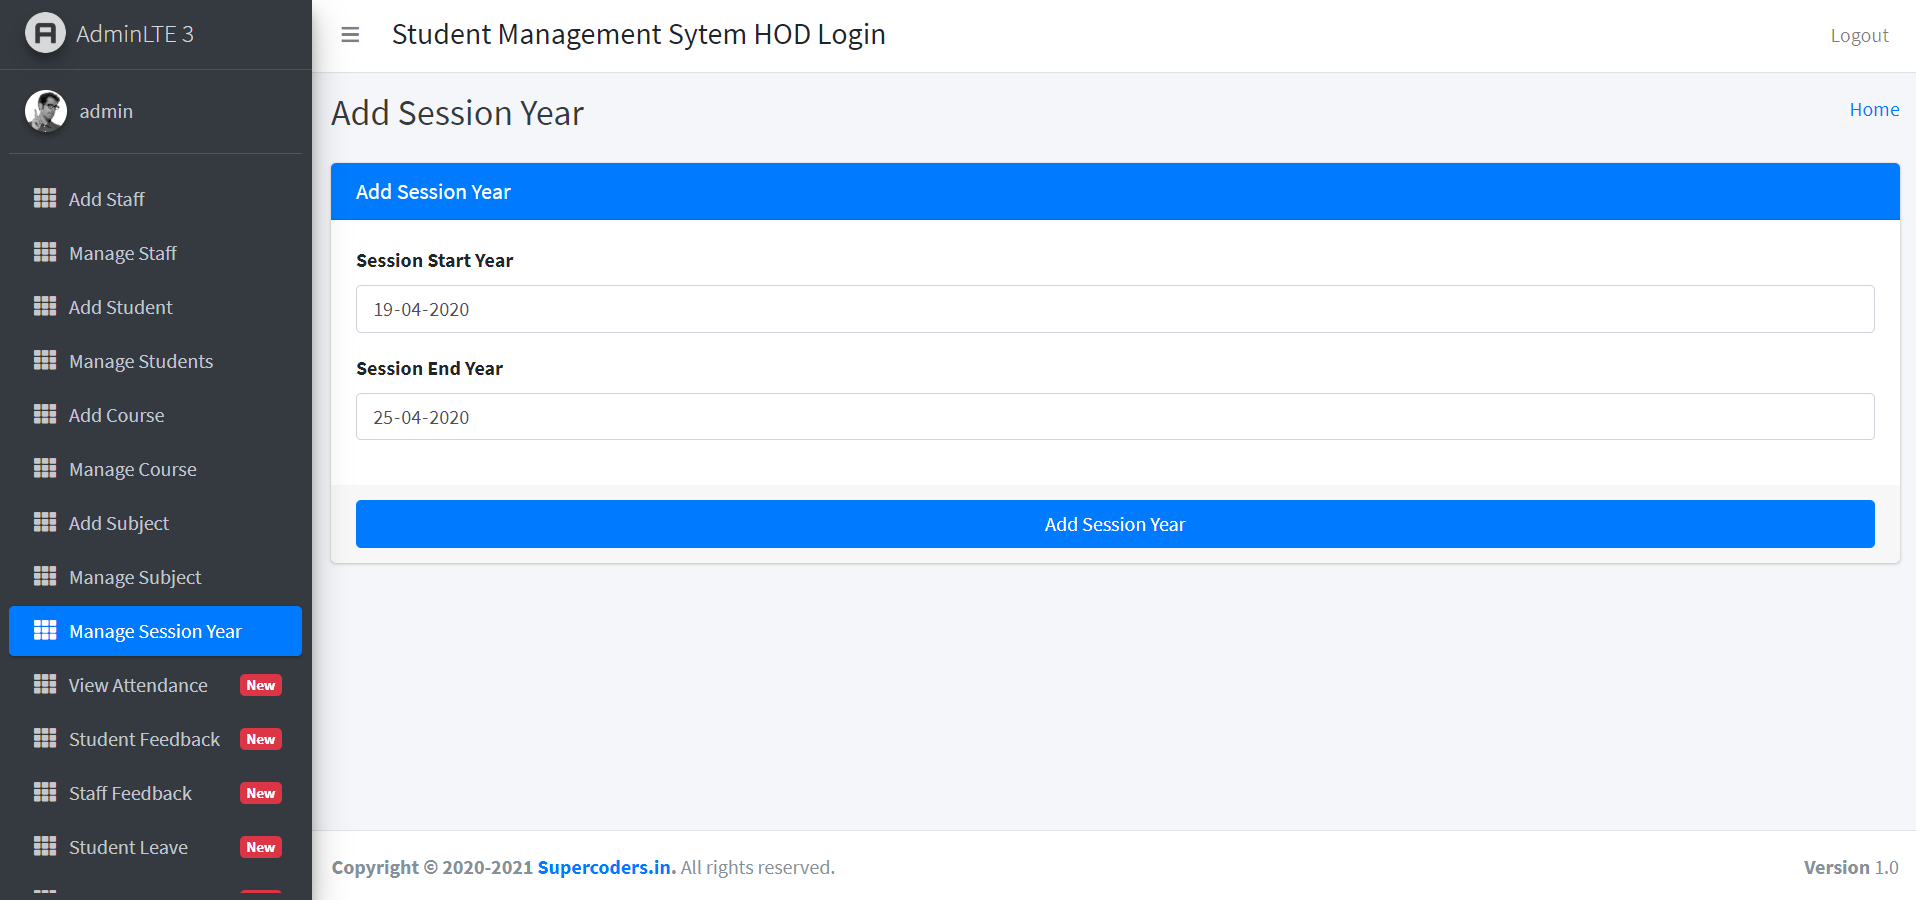 AdminLTE 3
Student Management Sytem HOD Login
Logout
admin
Add Session Year
Home
Add Staff
Manage Staff
Add Student
Manage Students
Add Course
Manage Course
Add Subject
Manage Subject
Manage Session Year
View Attendance New
Student Feedback New
Staff Feedback New
Student Leave New
Add Session Year
Session Start Year
19-04-2020
Session End Year
25-04-2020
Add Session Year
Copyright © 2020-2021 Supercoders.in. All rights reserved.
Version 1.0